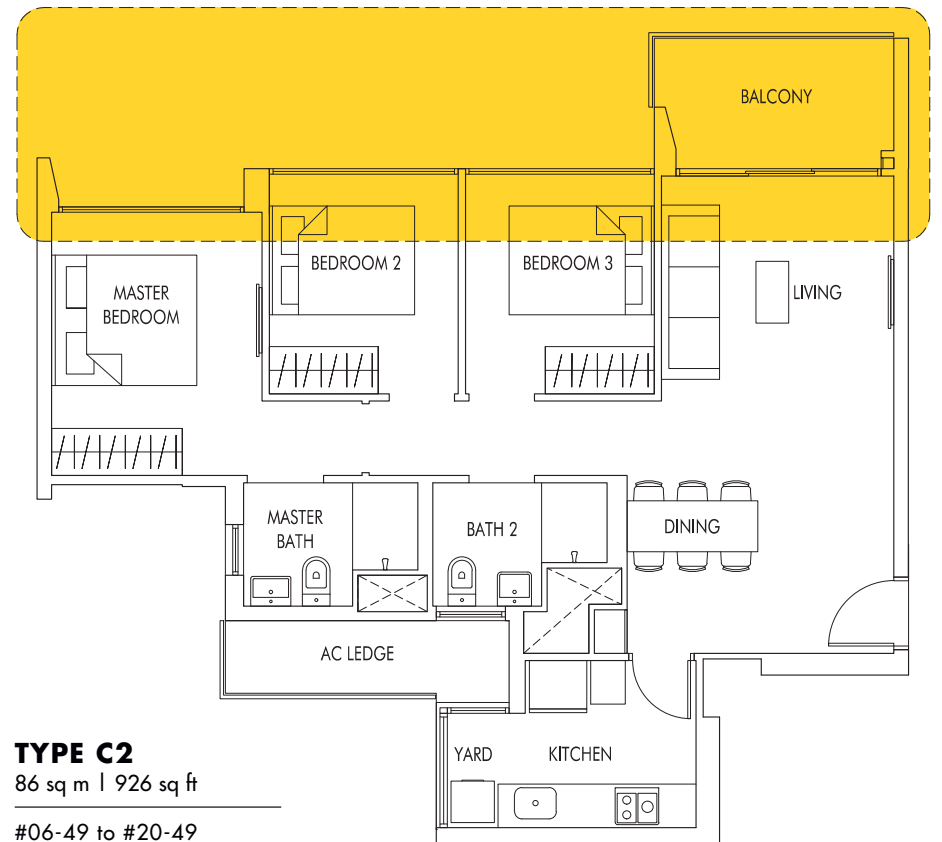 BALCONY
BEDROOM 2
BEDROOM 3
MASTER
BEDROOM
LIVING
MASTER
BATH
BATH 2
DINING
AC LEDGE
YARD
KITCHEN
TYPE C2
86 sq m | 926 sq ft
#06-49 to #20-49